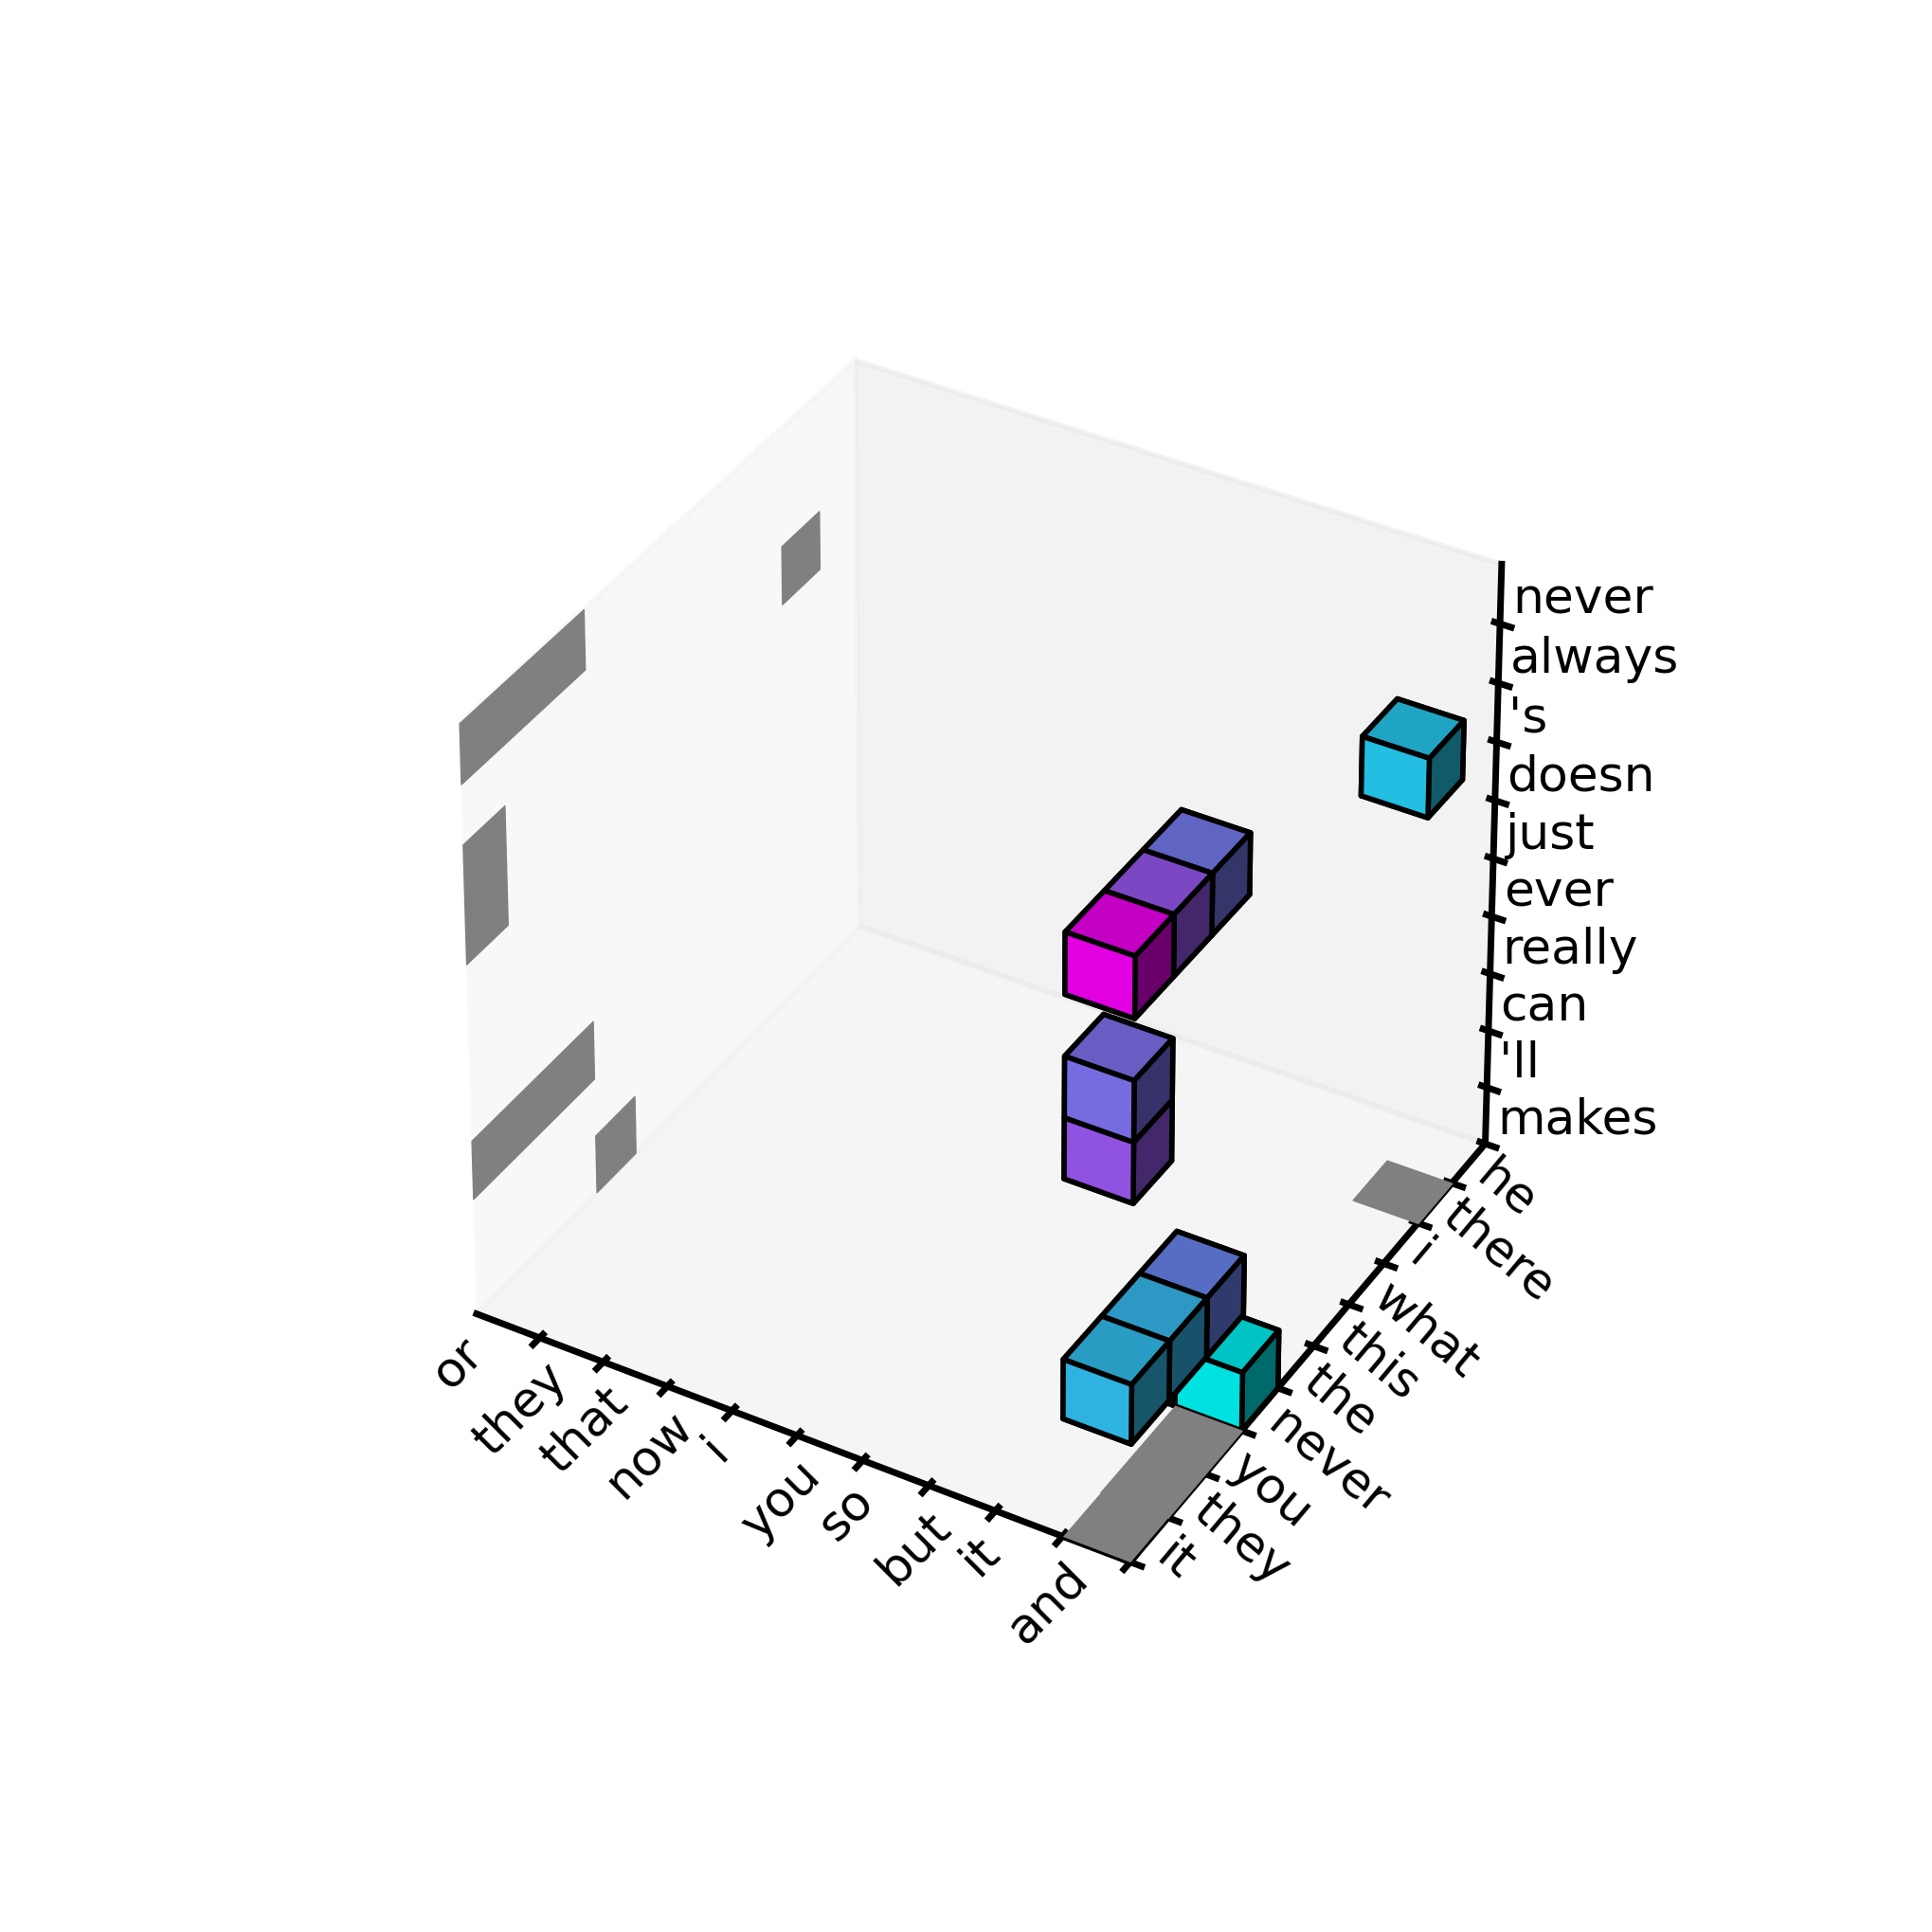 never
always
's
doesn
just
ever
really
can
'll
makes
he
there
i
what
this
the
never
you
they
it
or
they
that
now
i
you
so
but
it
and